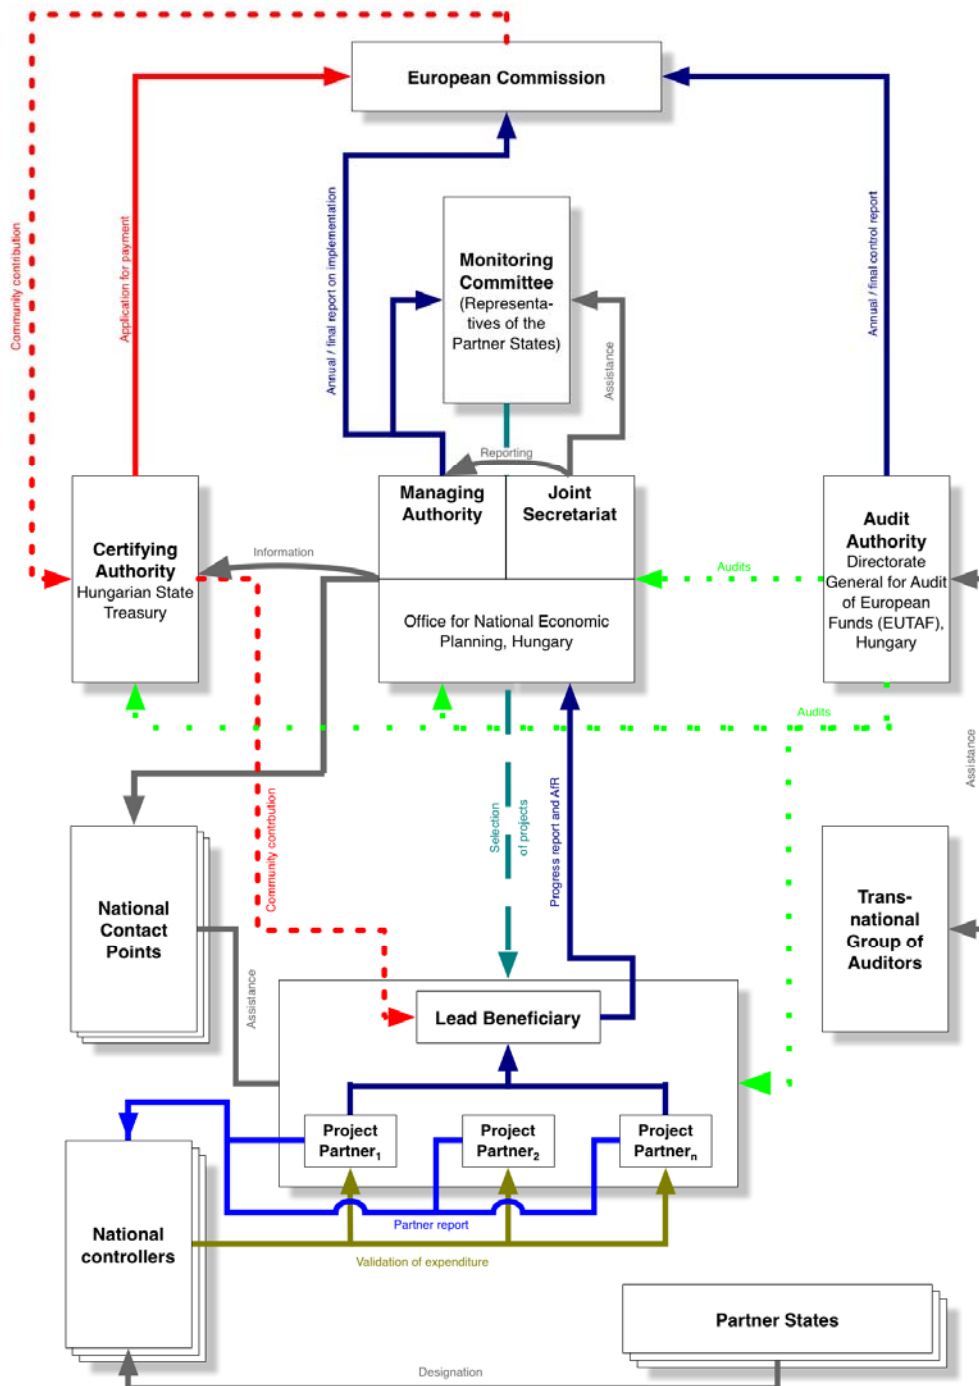 European Commission
Community contribution
Application for payment
Annual / final report on implementation
Monitoring
Committee
(Representa-
tives of the
Partner States)
Assistance
Annual / final control report
Reporting
Managing
Authority
Joint
Secretariat
Office for National Economic
Planning, Hungary
Certifying
Authority
Hungarian State
Treasury
Information
Audits
Audit
Authority
Directorate
General for Audit
of European
Funds (EUTAF),
Hungary
Audits
Assistance
Community contrbution
Selection
of projects
Progress report and AfR
National
Contact
Points
Assistance
Trans-
national
Group of
Auditors
Lead Beneficiary
Project
Partner1
Project
Partner2
Project
Partnern
Partner report
Validation of expenditure
National
controllers
Partner States
Designation